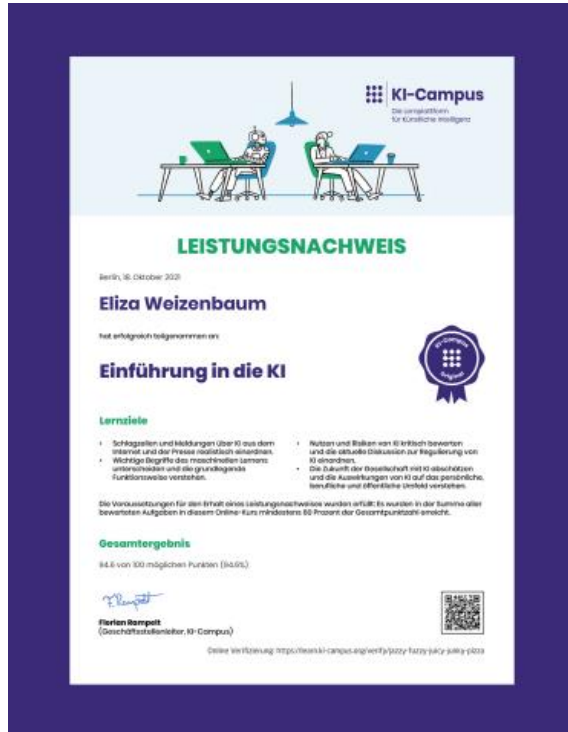 KI-Campus
Die Lernplattform
für Künstliche Intelligenz
LEISTUNGSNACHWEIS
Berlin, 18. Oktober 2021
Eliza Weizenbaum
hat erfolgreich teilgenommen an:
Einführung in die KI
KI-Campus
Original
Lernziele
• Schlagzeilen und Meldungen über KI aus dem
Internet und der Presse realistisch einordnen.
• Wichtige Begriffe des maschinellen Lernens
unterscheiden und die grundlegende
Funktionsweise verstehen.
• Nutzen und Risiken von KI kritisch bewerten
und die aktuelle Diskussion zur Regulierung von
KI einordnen.
• Die Zukunft der Gesellschaft mit KI abschätzen
und die Auswirkungen von KI auf das persönliche,
berufliche und öffentliche Umfeld verstehen.
Die Voraussetzungen für den Erhalt eines Leistungsnachweises wurden erfüllt: Es wurden in der Summe aller
bewerteten Aufgaben in diesem Online-Kurs mindestens 60 Prozent der Gesamtpunktzahl erreicht.
Gesamtergebnis
94.6 von 100 möglichen Punkten (94.6%)
F. Rampelt
Florian Rampelt
(Geschäftsstellenleiter, KI-Campus)
Online Verifizierung: https://learn.ki-campus.org/verify/jazzy-fuzzy-juicy-junky-pizza